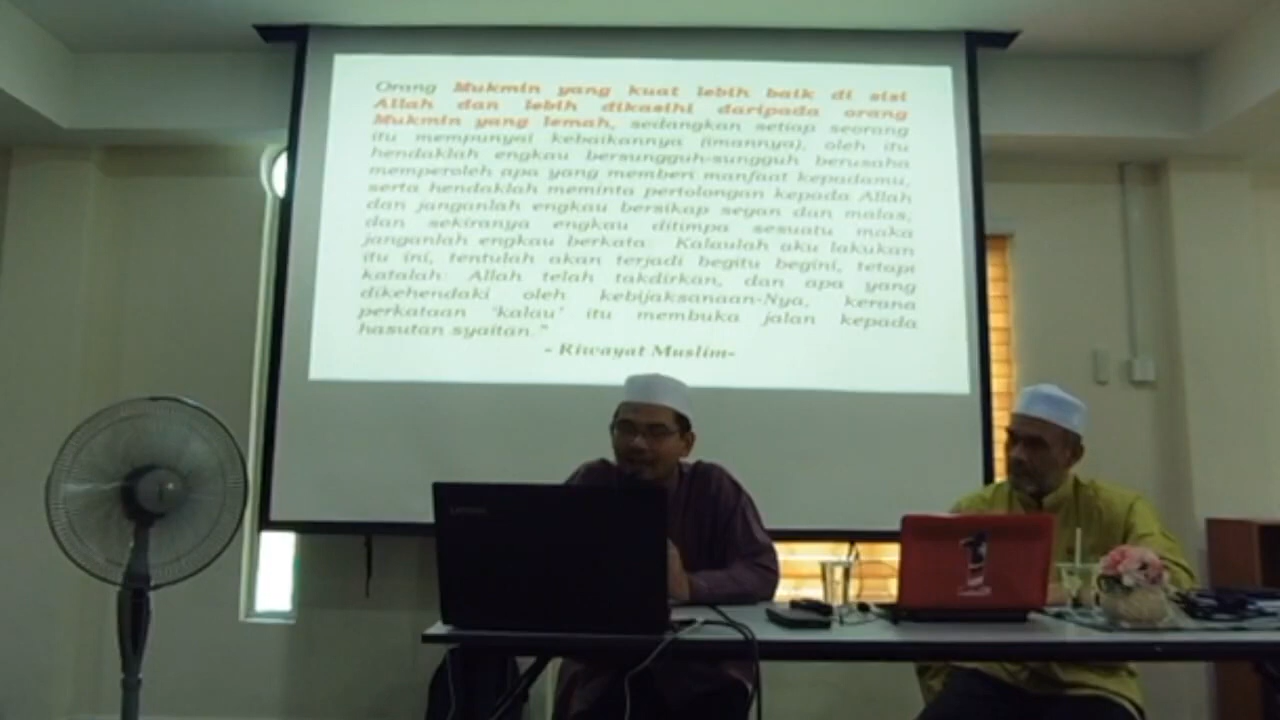 Orang Mukmin yang kuat lebih baik di sisi
Allah dan lebih dikasihi daripada orang
Mukmin yang lemah, sedangkan setiap seorang
itu mempunyai kebaikannya (imannya), oleh itu
hendaklah engkau bersungguh-sungguh berusaha
memperoleh apa yang memberi manfaat kepadamu,
serta hendaklah meminta pertolongan kepada Allah
dan janganlah engkau bersikap segan dan malas,
dan sekiranya engkau ditimpa sesuatu maka
janganlah engkau berkata: Kalaulah aku lakukan
itu ini, tentulah akan terjadi begitu begini, tetapi
katalah: Allah telah takdirkan, dan apa yang
dikehendaki oleh kebijaksanaan-Nya, kerana
perkataan "kalau" itu membuka jalan kepada
hasutan syaitan."
- Riwayat Muslim-
Lenovo
1